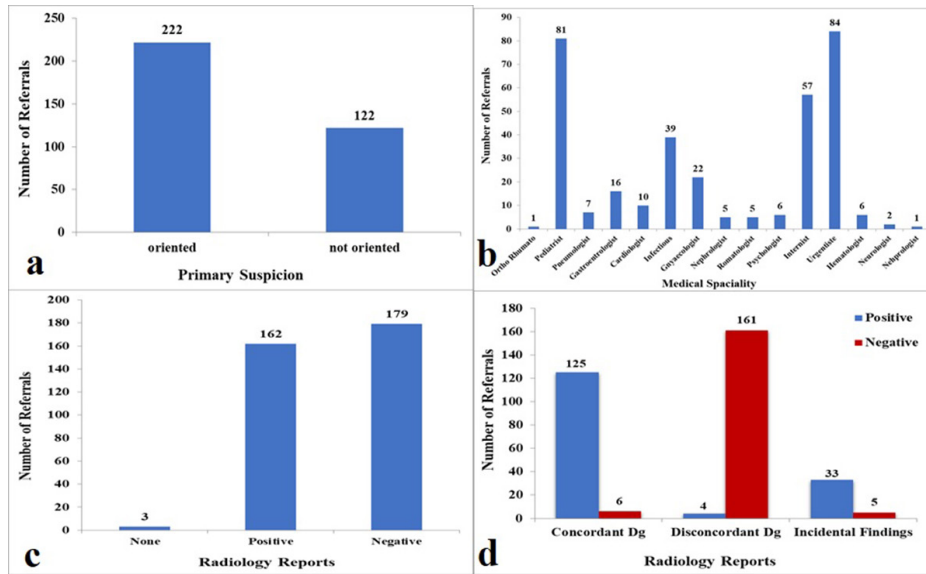 Number of Referrals
250
200
150
100
50
0
222
122
oriented
not oriented
Primary Suspicion
a
Number of Referrals
90
80
70
60
50
40
30
20
10
0
1
81
7
16
10
39
22
5
5
6
57
84
6
2
1
Ortho Rhumato
Pediatrist
Pneumologist
Gastroentrologist
Cardiologist
Infectious
Gnyaecologist
Nephrologist
Romatologist
Psychologist
Internist
Urgentiste
Hematologist
Neurologist
Nehprologist
Medical Spaciality
b
Number of Referrals
200
180
160
140
120
100
80
60
40
20
0
3
162
179
None
Positive
Negative
Radiology Reports
c
Number of Referrals
180
160
140
120
100
80
60
40
20
0
Positive
Negative
125
6
4
161
33
5
Concordant Dg
Disconcordant Dg
Incidental Findings
Radiology Reports
d